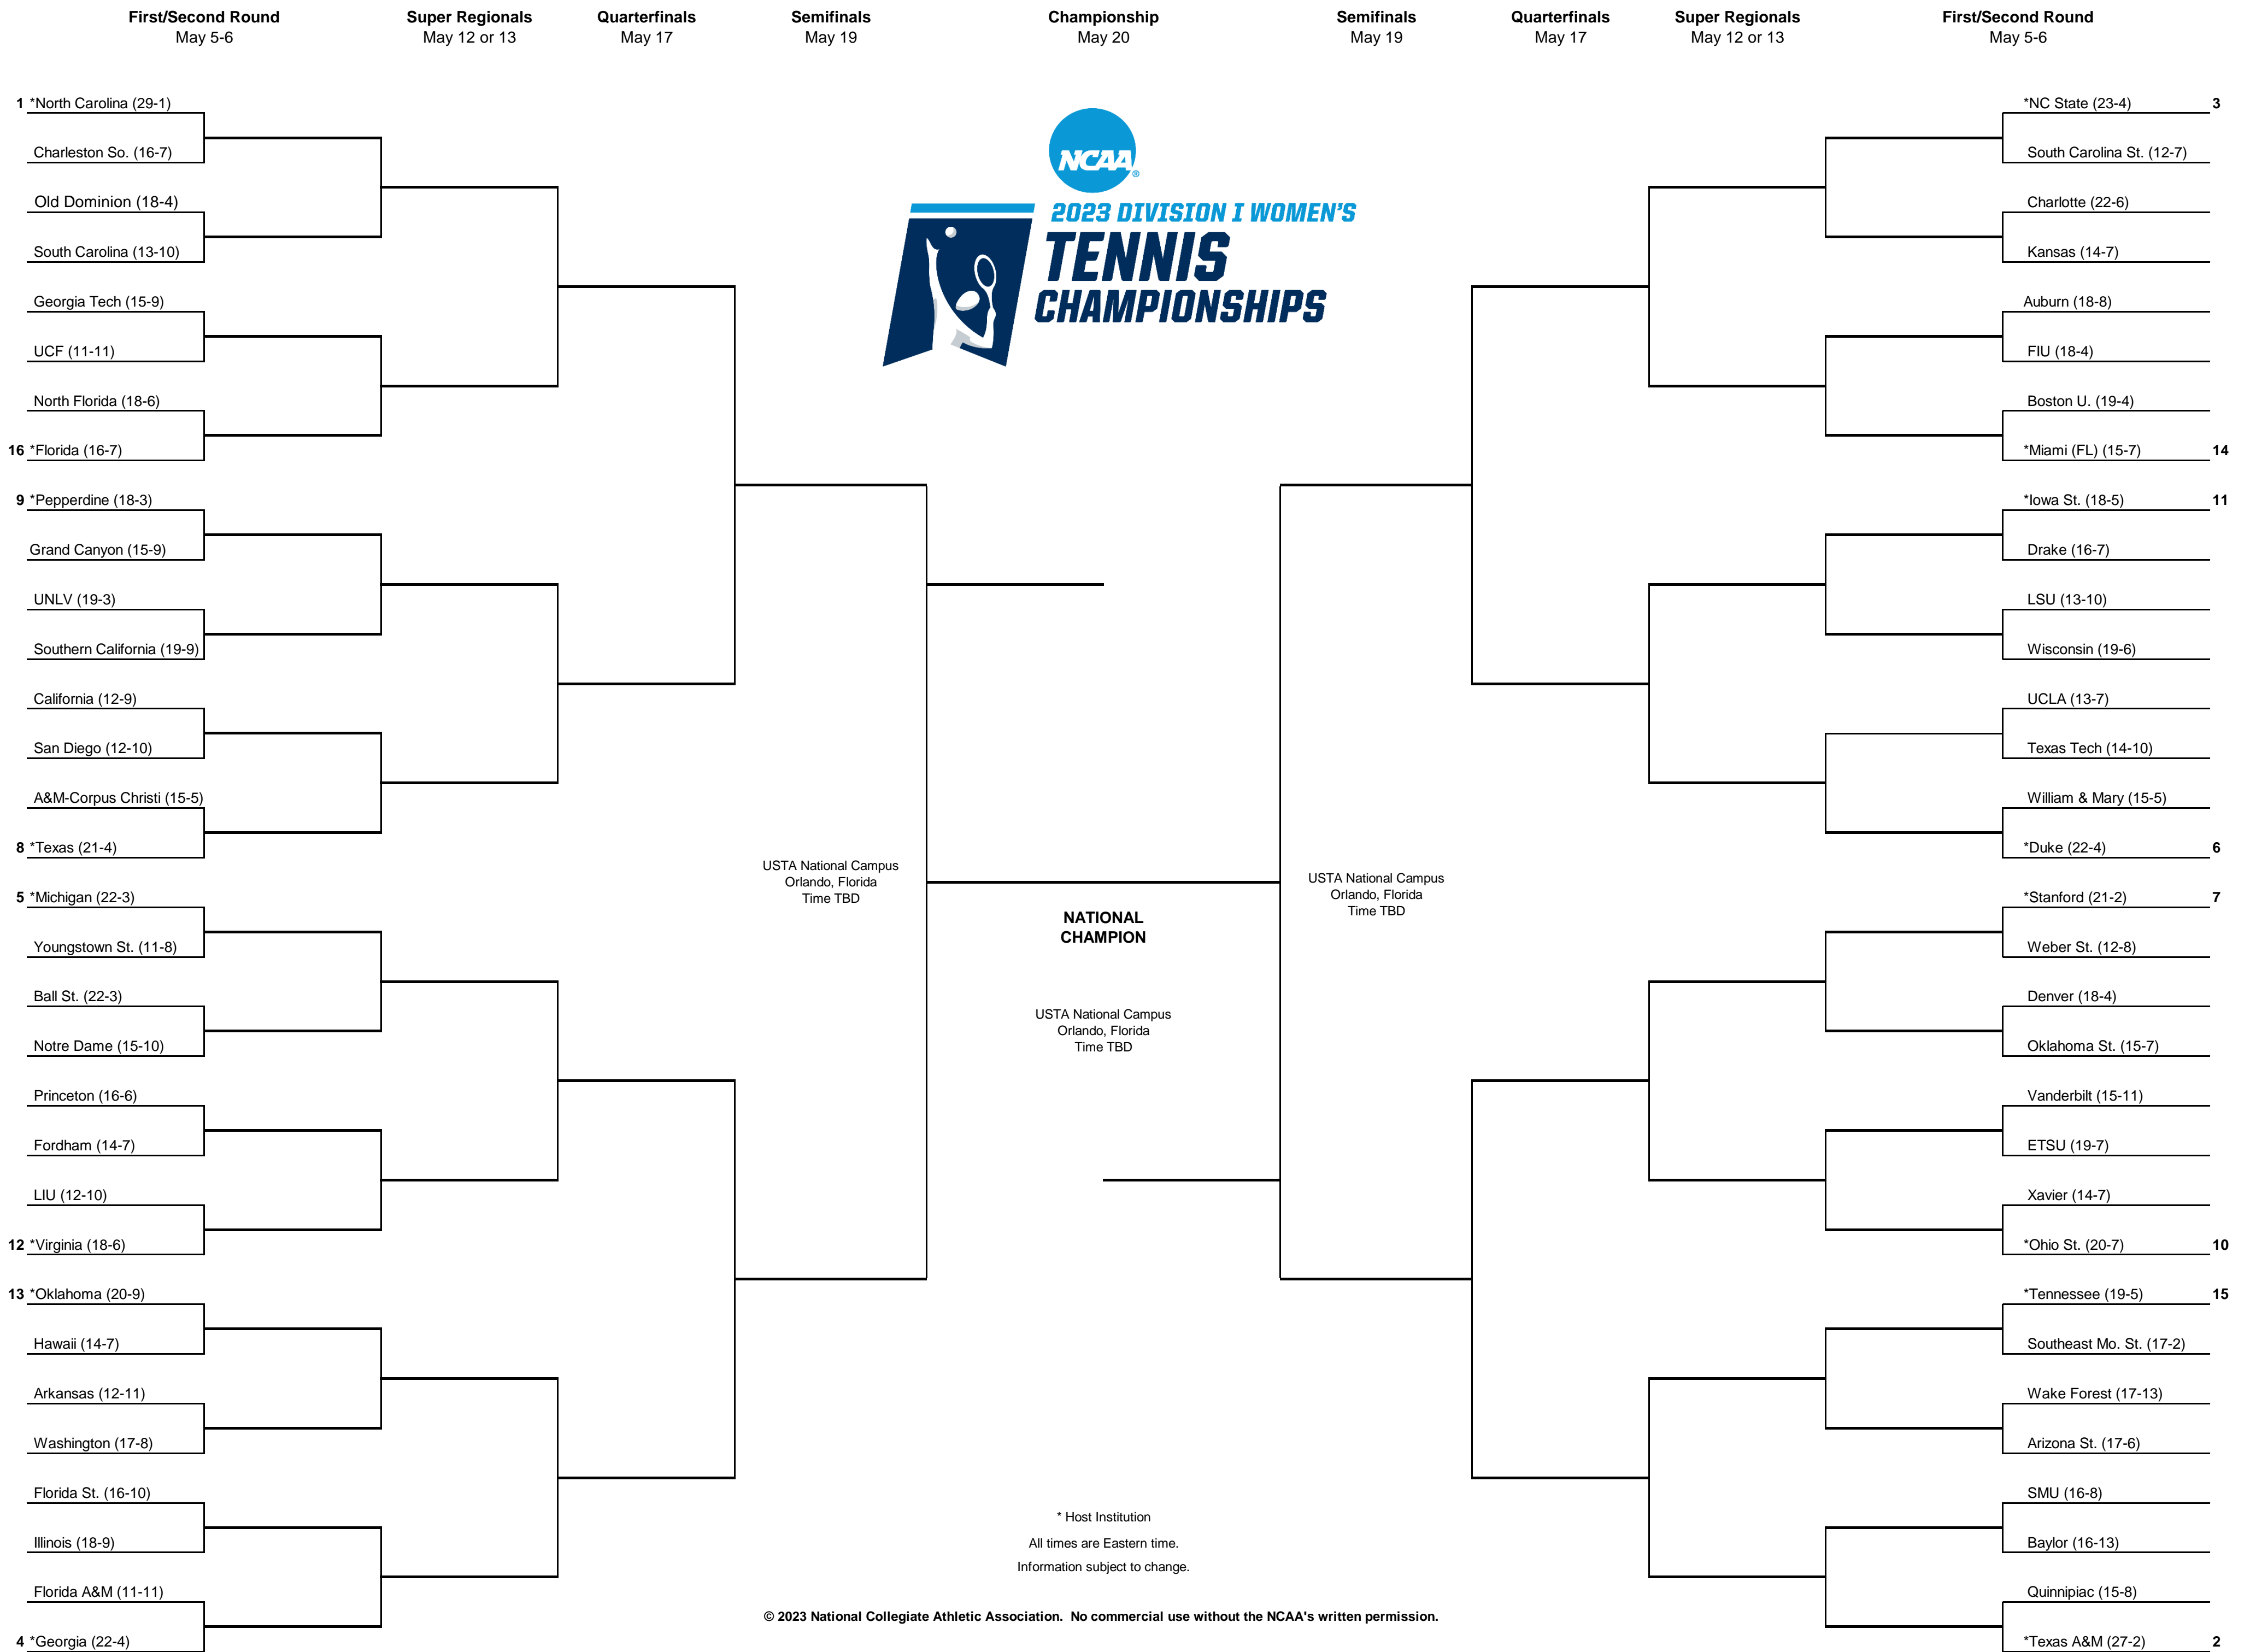 First/Second Round
May 5-6
Super Regionals
May 12 or 13
Quarterfinals
May 17
Semifinals
May 19
Championship
May 20
Semifinals
May 19
Quarterfinals
May 17
Super Regionals
May 12 or 13
First/Second Round
May 5-6
1 *North Carolina (29-1)
Charleston So. (16-7)
Old Dominion (18-4)
South Carolina (13-10)
Georgia Tech (15-9)
UCF (11-11)
North Florida (18-6)
16 *Florida (16-7)
9 *Pepperdine (18-3)
Grand Canyon (15-9)
UNLV (19-3)
Southern California (19-9)
California (12-9)
San Diego (12-10)
A&M-Corpus Christi (15-5)
8 *Texas (21-4)
5 *Michigan (22-3)
Youngstown St. (11-8)
Ball St. (22-3)
Notre Dame (15-10)
Princeton (16-6)
Fordham (14-7)
LIU (12-10)
12 *Virginia (18-6)
13 *Oklahoma (20-9)
Hawaii (14-7)
Arkansas (12-11)
Washington (17-8)
Florida St. (16-10)
Illinois (18-9)
Florida A&M (11-11)
4 *Georgia (22-4)
USTA National Campus
Orlando, Florida
Time TBD
NCAA®
2023 DIVISION I WOMEN'S
TENNIS
CHAMPIONSHIPS
NATIONAL
CHAMPION
USTA National Campus
Orlando, Florida
Time TBD
* Host Institution
All times are Eastern time.
Information subject to change.
© 2023 National Collegiate Athletic Association. No commercial use without the NCAA's written permission.
USTA National Campus
Orlando, Florida
Time TBD
*NC State (23-4) 3
South Carolina St. (12-7)
Charlotte (22-6)
Kansas (14-7)
Auburn (18-8)
FIU (18-4)
Boston U. (19-4)
*Miami (FL) (15-7) 14
*Iowa St. (18-5) 11
Drake (16-7)
LSU (13-10)
Wisconsin (19-6)
UCLA (13-7)
Texas Tech (14-10)
William & Mary (15-5)
*Duke (22-4) 6
*Stanford (21-2) 7
Weber St. (12-8)
Denver (18-4)
Oklahoma St. (15-7)
Vanderbilt (15-11)
ETSU (19-7)
Xavier (14-7)
*Ohio St. (20-7) 10
*Tennessee (19-5) 15
Southeast Mo. St. (17-2)
Wake Forest (17-13)
Arizona St. (17-6)
SMU (16-8)
Baylor (16-13)
Quinnipiac (15-8)
*Texas A&M (27-2) 2